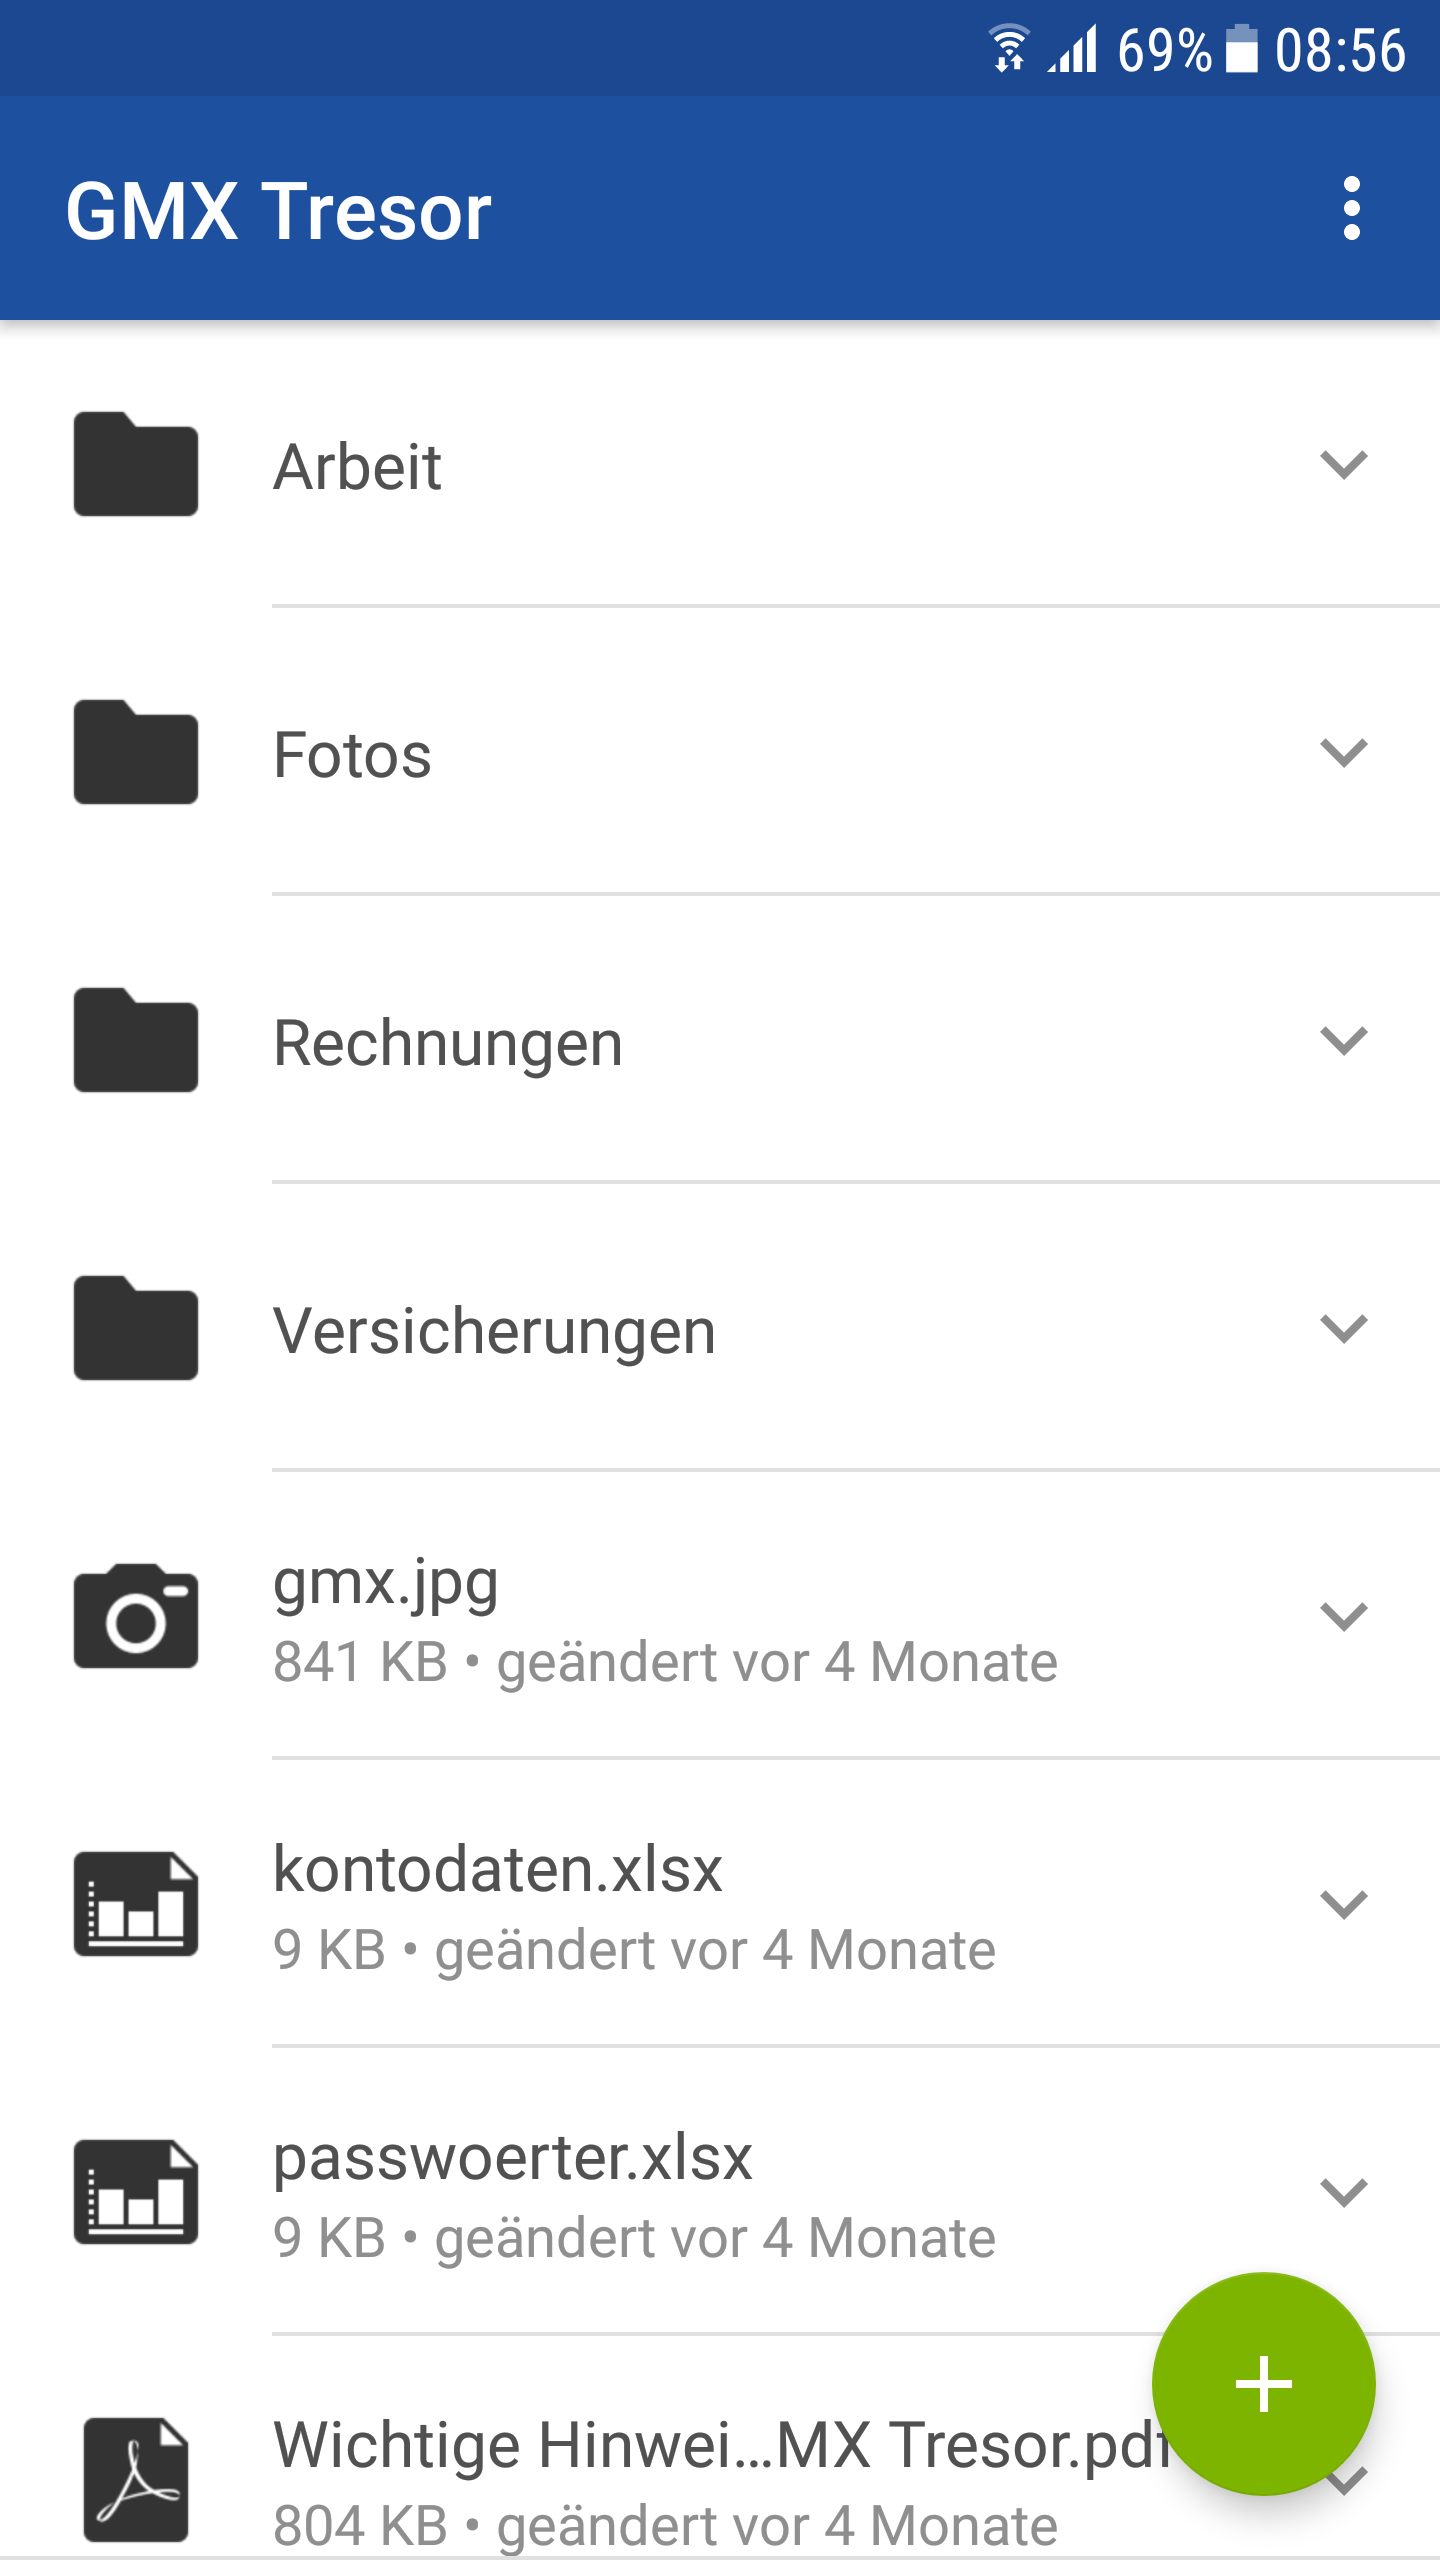 69% 08:56
GMX Tresor
Arbeit
Fotos
Rechnungen
Versicherungen
gmx.jpg
841 KB • geändert vor 4 Monate
kontodaten.xlsx
9 KB • geändert vor 4 Monate
passwoerter.xlsx
9 KB • geändert vor 4 Monate
Wichtige Hinwei...MX Tresor.pdf
804 KB • geändert vor 4 Monate